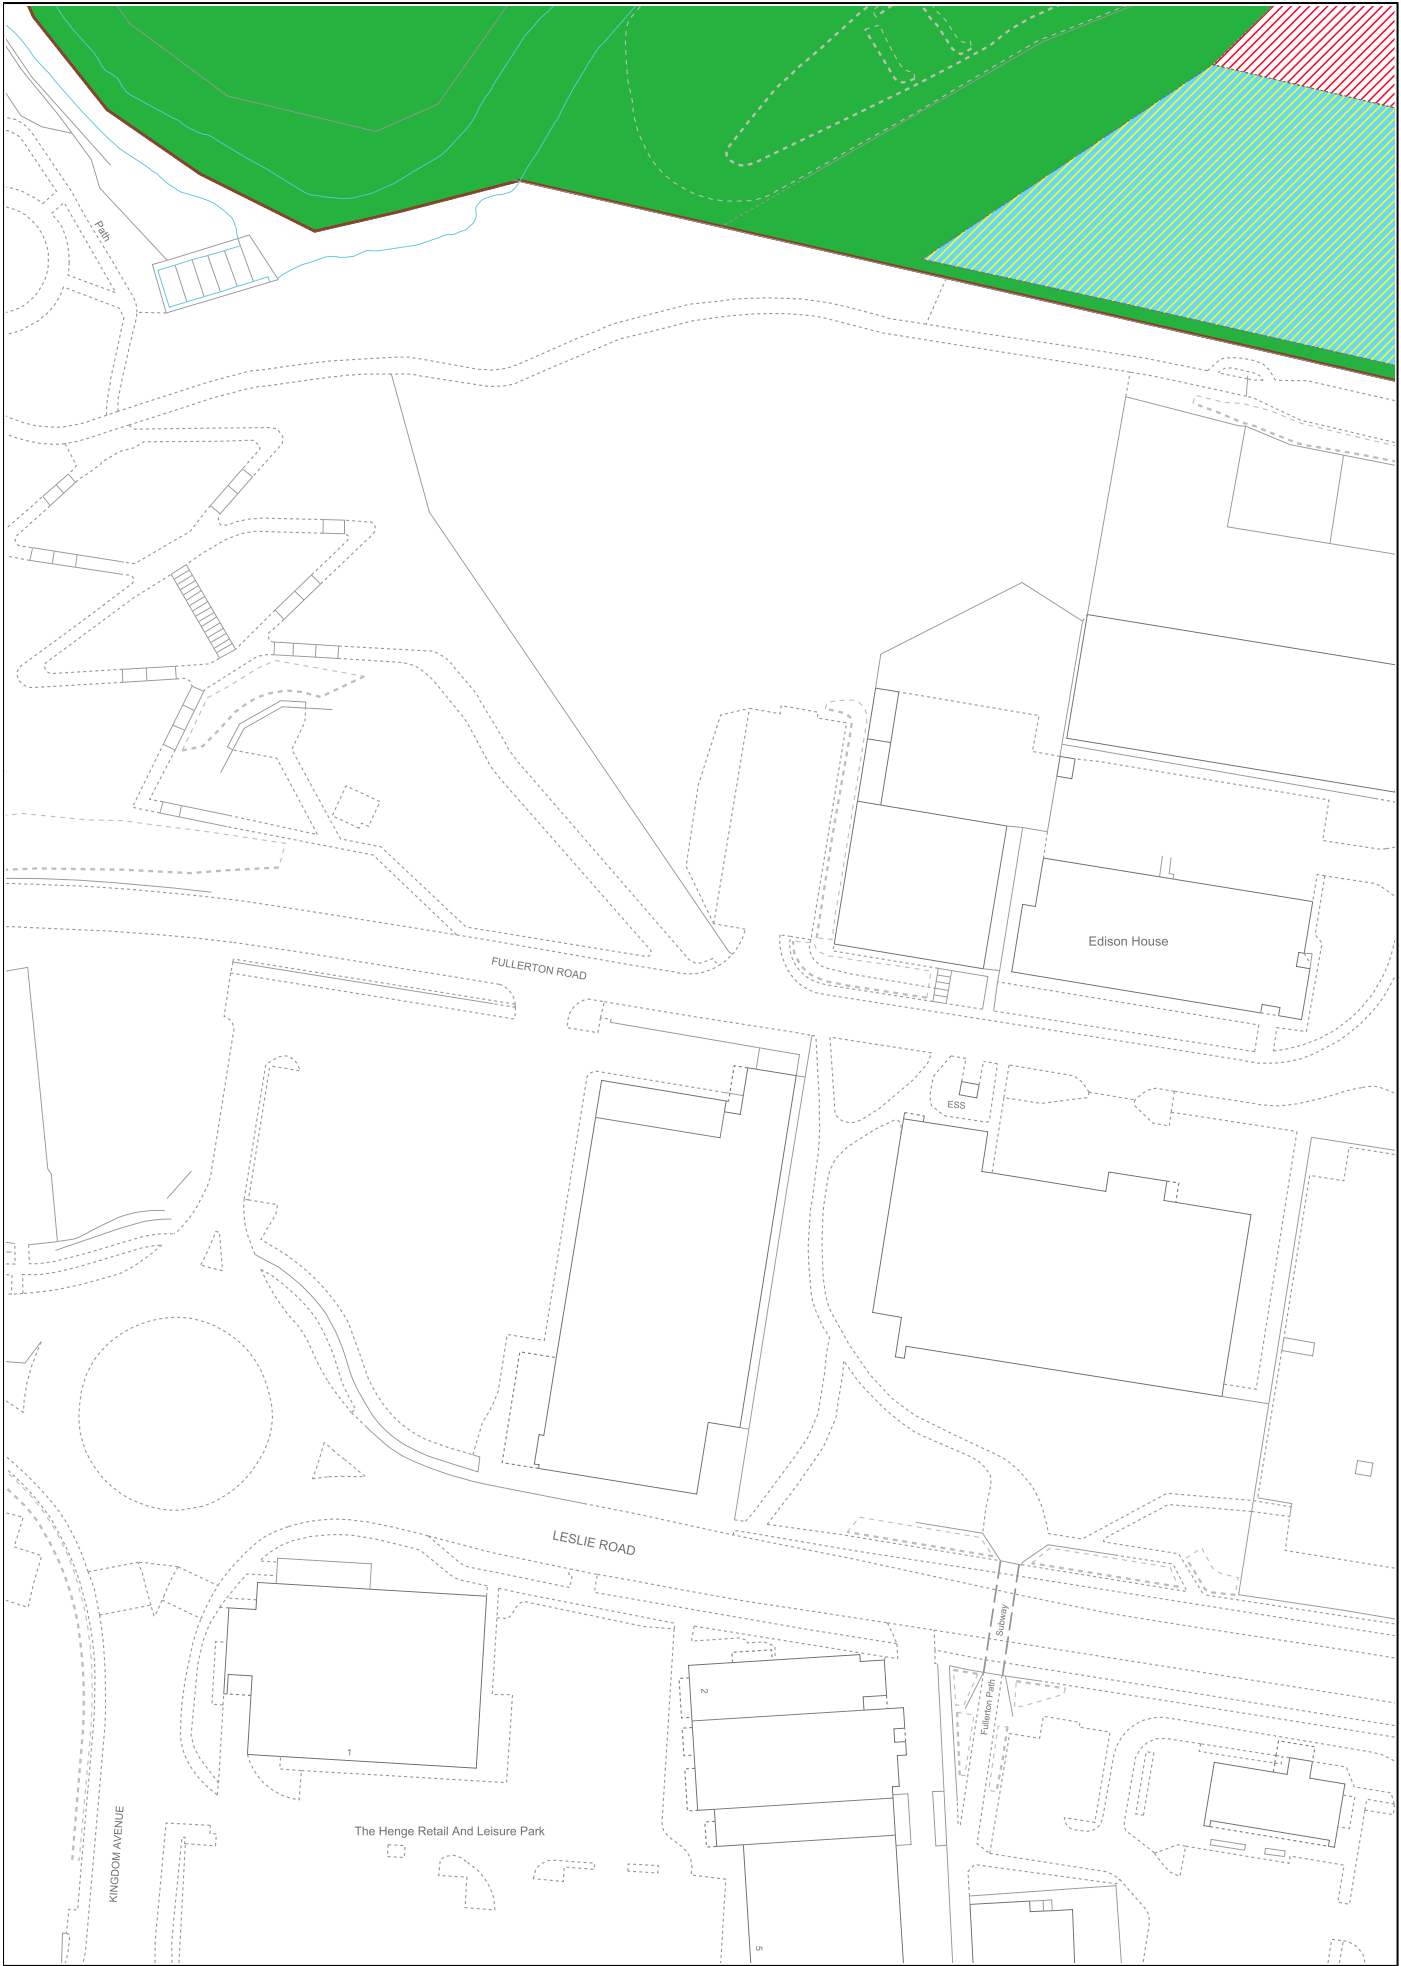 Path
FULLERTON ROAD
Edison House
ESS
LESLIE ROAD
Subway
Fullerton Path
2
1
KINGDOM AVENUE
The Henge Retail And Leisure Park
5